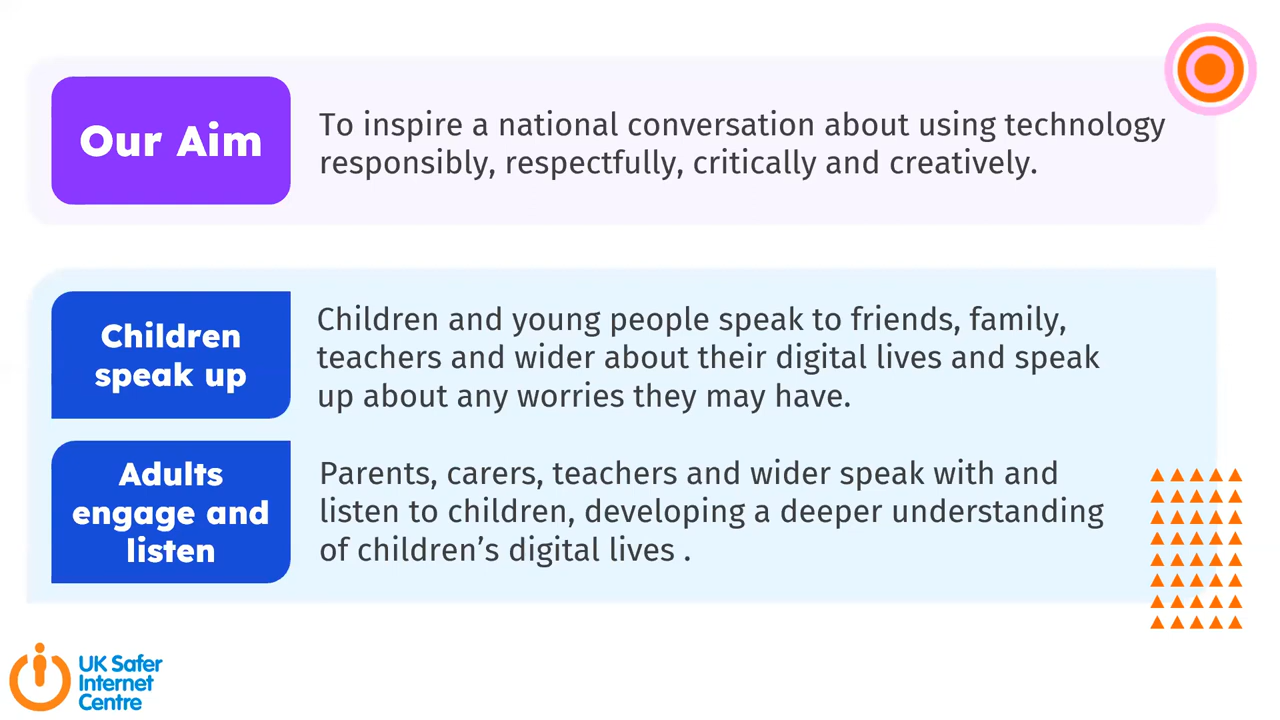 Our Aim
To inspire a national conversation about using technology
responsibly, respectfully, critically and creatively.
Children
speak up
Children and young people speak to friends, family,
teachers and wider about their digital lives and speak
up about any worries they may have.
Adults
engage and
listen
Parents, carers, teachers and wider speak with and
listen to children, developing a deeper understanding
of children’s digital lives .
UK Safer
Internet
Centre